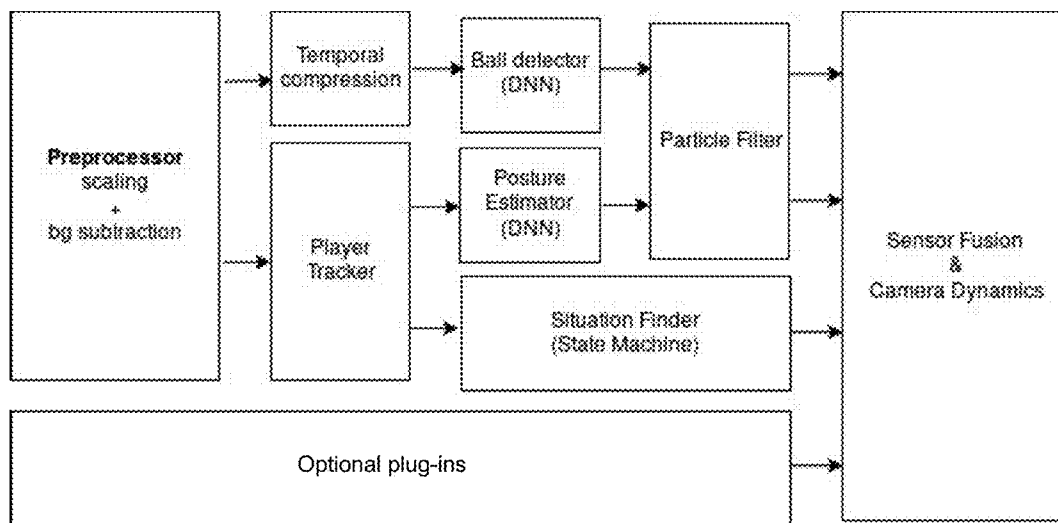 Preprocessor
scaling
+
bg subtraction
Temporal
compression
Ball detector
(DNN)
Player
Tracker
Posture
Estimator
(DNN)
Particle Filter
Situation Finder
(State Machine)
Sensor Fusion
&
Camera Dynamics
Optional plug-ins